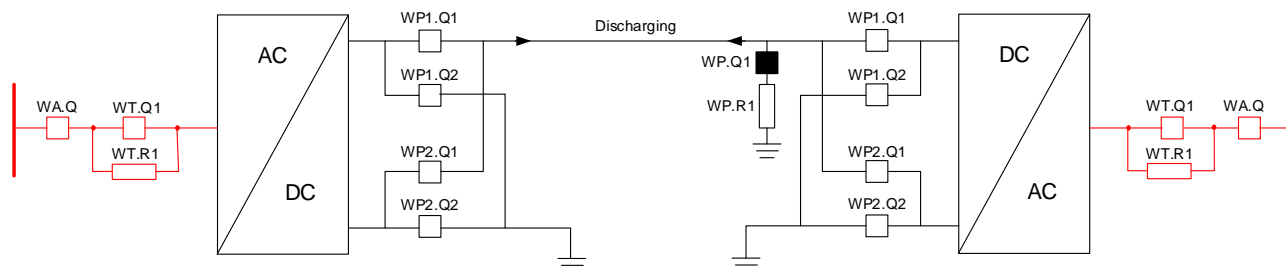 WP1.Q1
Discharging
WP1.Q1
AC
DC
WP.Q1
WP1.Q2
WP1.Q2
WA.Q
WT.Q1
WP.R1
WT.Q1
WA.Q
WT.R1
WP2.Q1
WP2.Q1
WT.R1
DC
AC
WP2.Q2
WP2.Q2